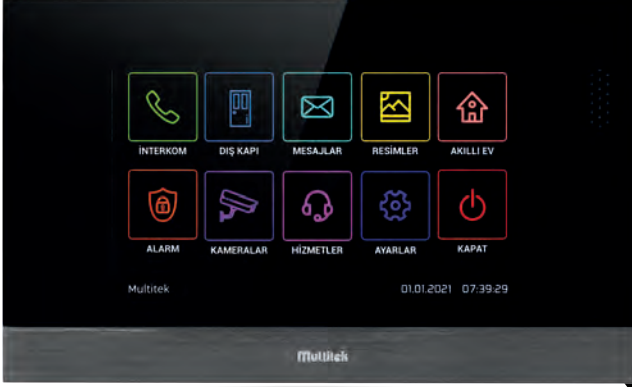 İNTERKOM DIŞ KAPI MESAJLAR RESİMLER AKILLI EV
ALARM KAMERALAR HİZMETLER AYARLAR KAPAT
Multitek 01.01.2021 07:39:29
Multitek